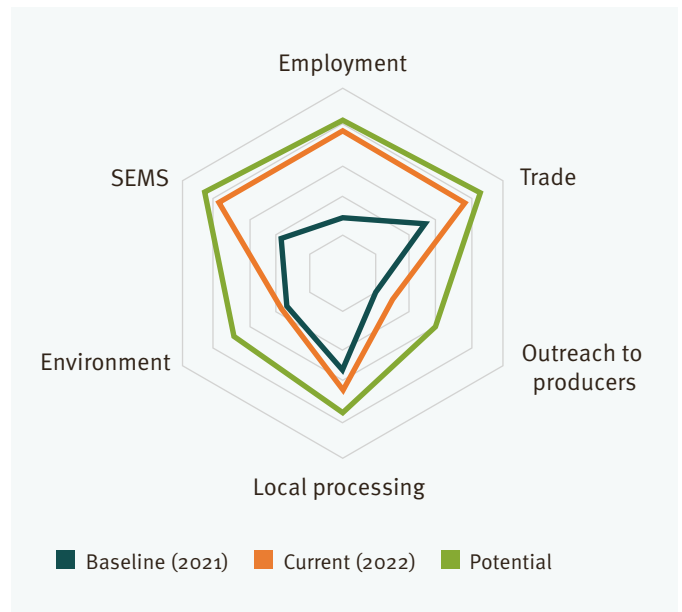 Employment
SEMS
Trade
Environment
Outreach to
producers
Local processing
Baseline (2021)
Current (2022)
Potential